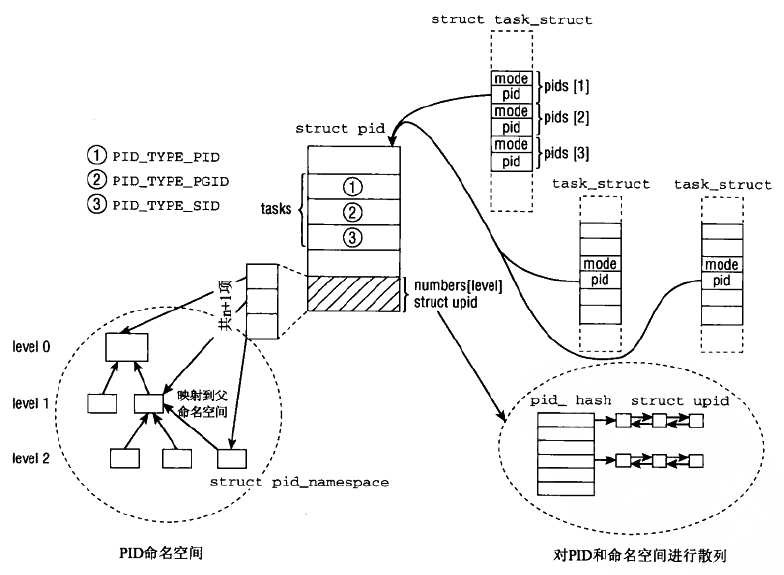 struct task_struct
mode
pid
pids [1]
mode
pid
pids [2]
mode
pid
pids [3]
struct pid
① PID_TYPE_PID
② PID_TYPE_PGID
③ PID_TYPE_SID
tasks
①
②
③
task_struct
task_struct
mode
pid
mode
pid
numbers[level]
struct upid
共n+1项
level 0
level 1
level 2
映射到父
命名空间
struct pid_namespace
pid_ hash
struct upid
PID命名空间
对PID和命名空间进行散列